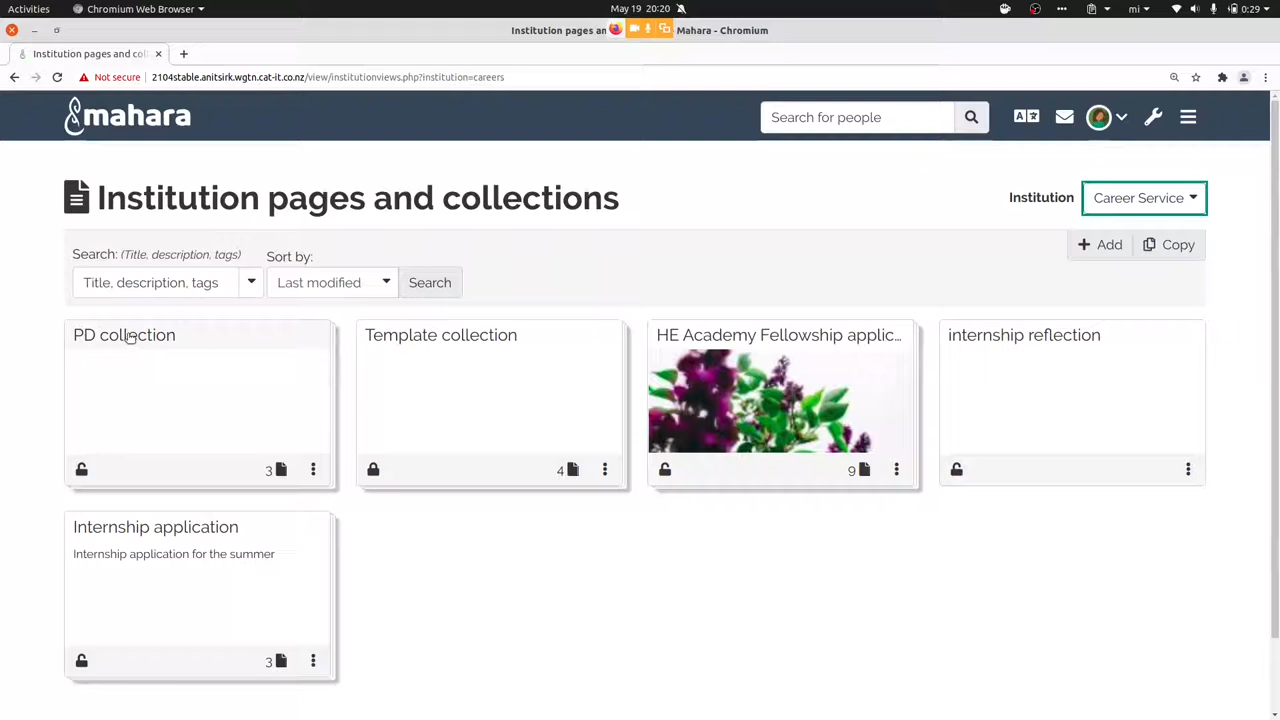 Activities
Chromium Web Browser
May 19 20:20
mi
0:29
Institution pages an
Mahara - Chromium
Institution pages and col
Not secure
2104stable.anitsirk.wgtn.cat-it.co.nz/view/institutionviews.php?institution=careers
mahara
Search for people
Institution pages and collections
Institution
Career Service
Search: (Title, description, tags)
Sort by:
Add
Copy
Title, description, tags
Last modified
Search
PD collection
Template collection
HE Academy Fellowship applic...
internship reflection
3
4
9
Internship application
Internship application for the summer
3